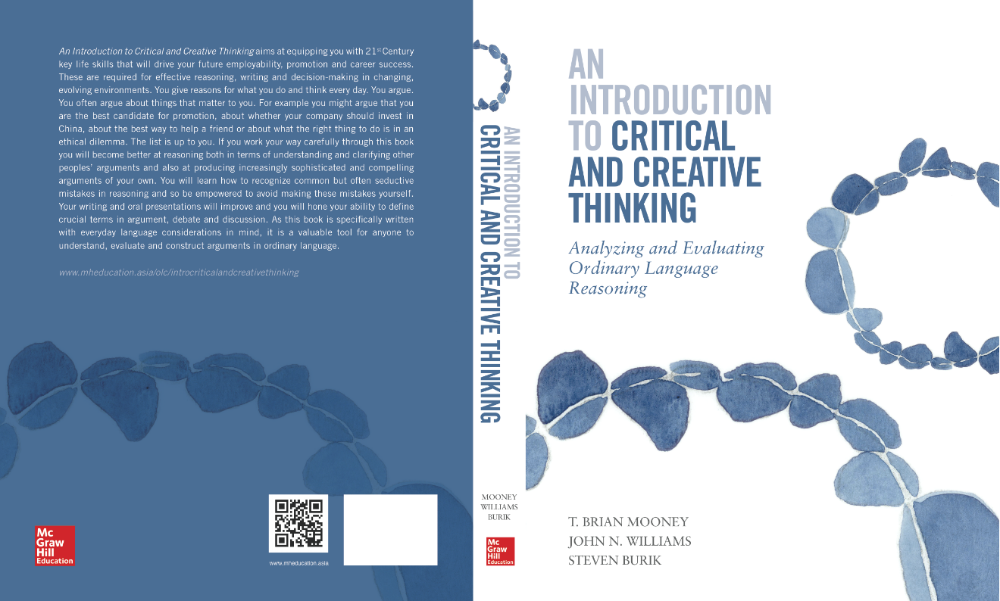 An Introduction to Critical and Creative Thinking aims at equipping you with 21st Century
key life skills that will drive your future employability, promotion and career success.
These are required for effective reasoning, writing and decision-making in changing,
evolving environments. You give reasons for what you do and think every day. You argue.
You often argue about things that matter to you. For example you might argue that you
are the best candidate for promotion, about whether your company should invest in
China, about the best way to help a friend or about what the right thing to do is in an
ethical dilemma. The list is up to you. If you work your way carefully through this book
you will become better at reasoning both in terms of understanding and clarifying other
peoples' arguments and also at producing increasingly sophisticated and compelling
arguments of your own. You will learn how to recognize common but often seductive
mistakes in reasoning and so be empowered to avoid making these mistakes yourself.
Your writing and oral presentations will improve and you will hone your ability to define
crucial terms in argument, debate and discussion. As this book is specifically written
with everyday language considerations in mind, it is a valuable tool for anyone to
understand, evaluate and construct arguments in ordinary language.
www.mheducation.asia/olc/introcriticalandcreativethinking
Mc
Graw
Hill
Education
www.mheducation.asia
AN INTRODUCTION TO
CRITICAL AND CREATIVE THINKING
MOONEY
WILLIAMS
BURIK
Mc
Graw
Hill
Education
AN
INTRODUCTION
TO CRITICAL
AND CREATIVE
THINKING
Analyzing and Evaluating
Ordinary Language
Reasoning
T. BRIAN MOONEY
JOHN N. WILLIAMS
STEVEN BURIK